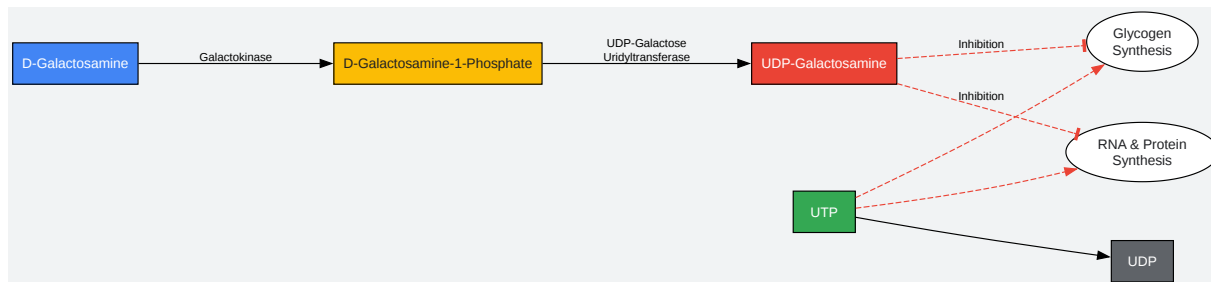 D-Galactosamine
Galactokinase
D-Galactosamine-1-Phosphate
UDP-Galactose
Uridyltransferase
UDP-Galactosamine
Inhibition
Glycogen
Synthesis
Inhibition
RNA & Protein
Synthesis
UTP
UDP